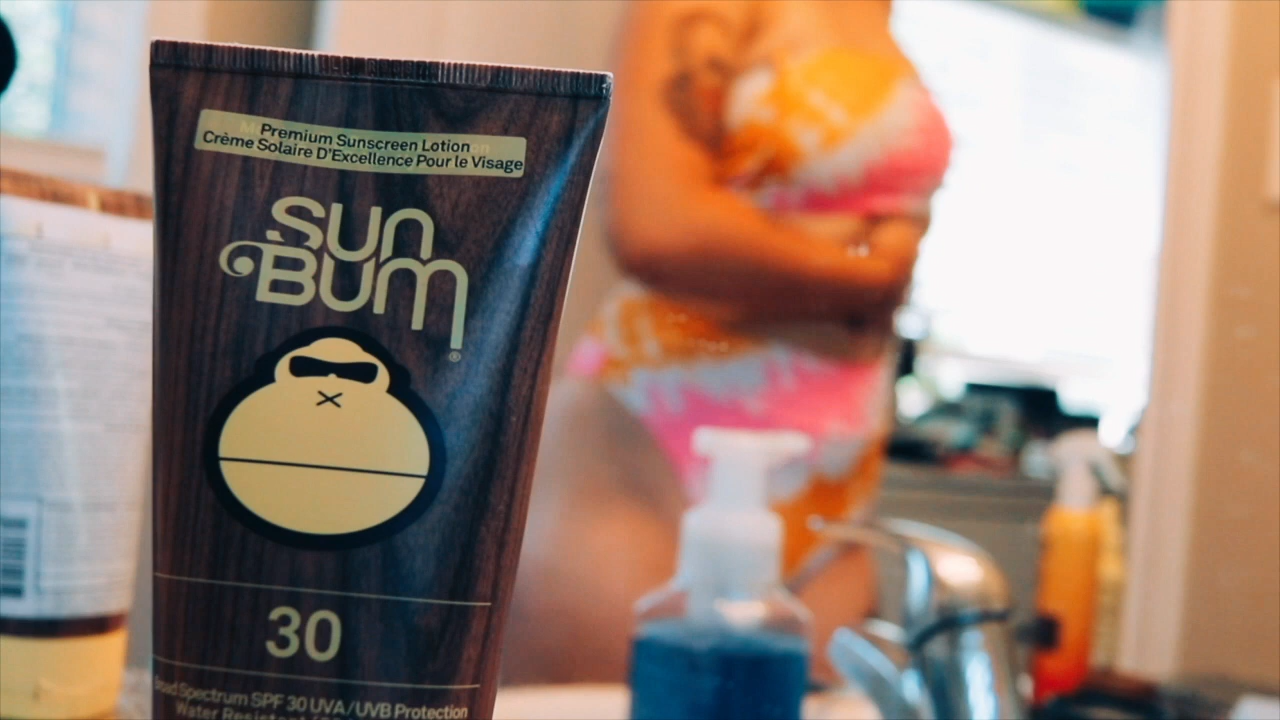 Premium Sunscreen Lotion
Crème Solaire D'Excellence Pour le Visage
Sun
Bum®
30
Spectrum SPF 30 UVA/UVB Protection
Water Resistant